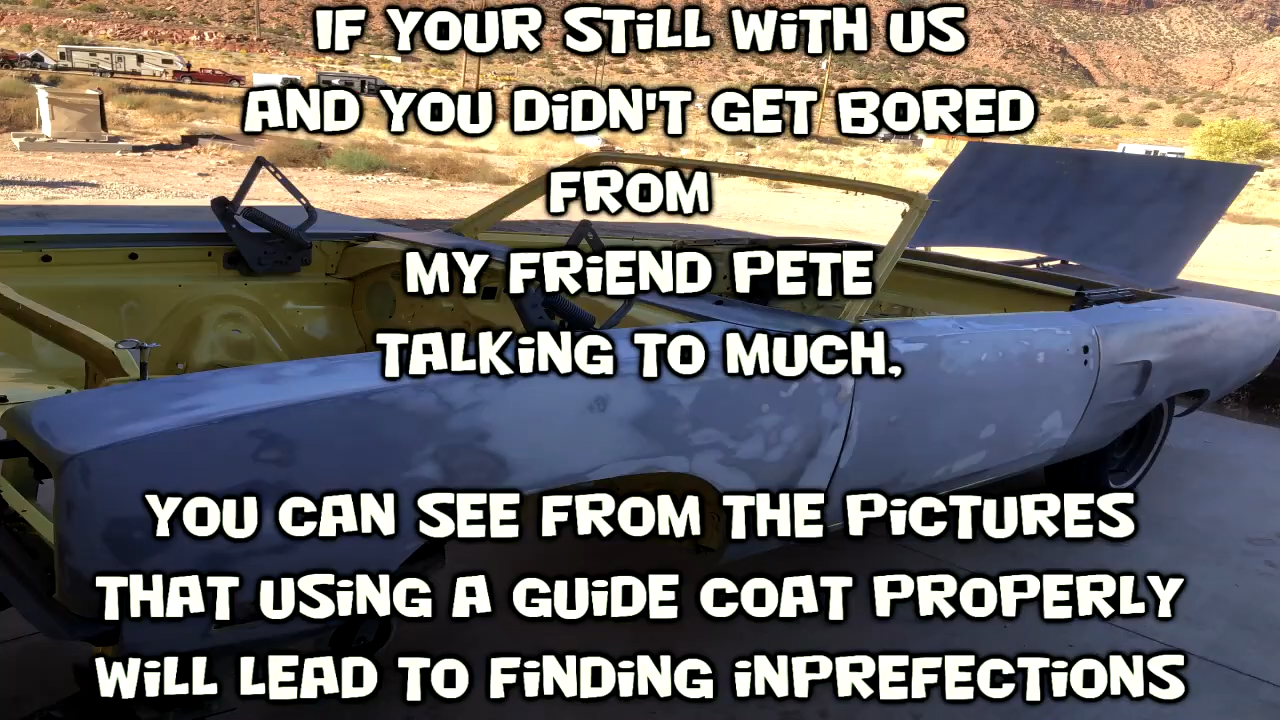 IF YOUR STiLL WiTH US
AND YOU DiDN'T GET BORED
FROM
MY FRiEND PETE
TALKiNG TO MUCH,
YOU CAN SEE FROM THE PiCTURES
THAT USiNG A GUiDE COAT PROPERLY
WiLL LEAD TO FiNDiNG iNPREFECTiONS